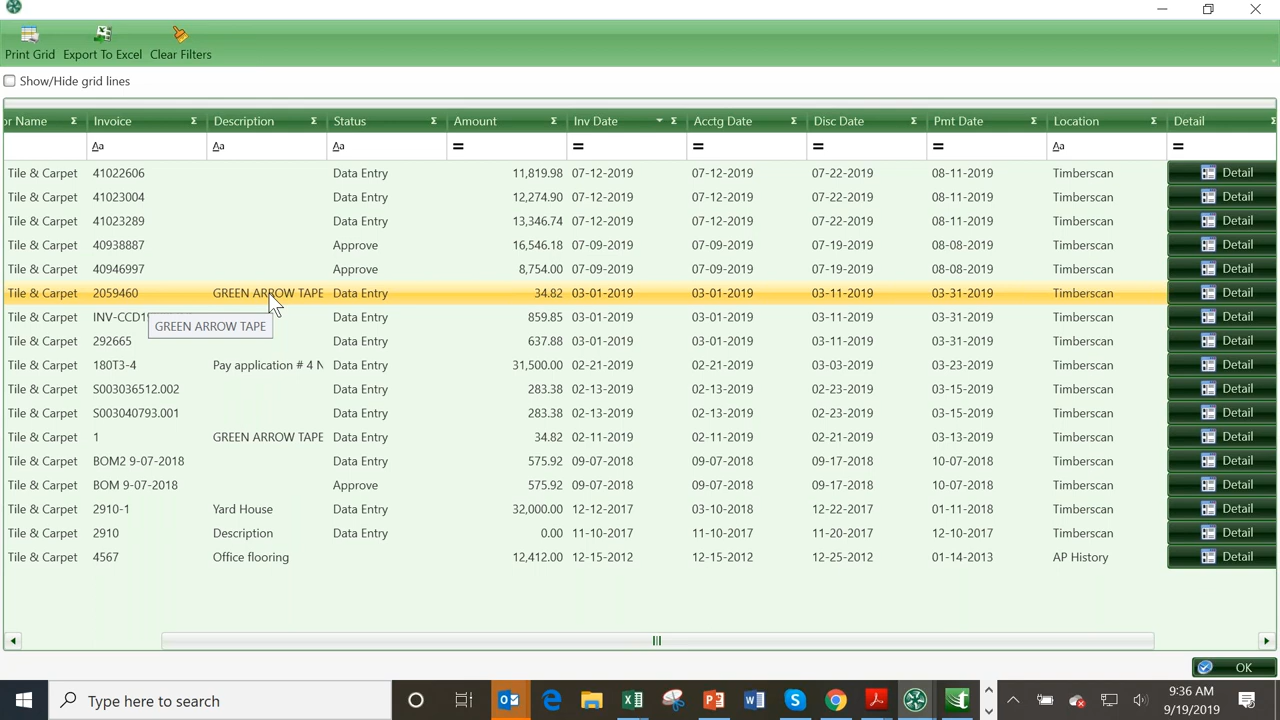 Print Grid Export To Excel Clear Filters
Show/Hide grid lines
or Name Σ Invoice Σ Description Σ Status Σ Amount Σ Inv Date Σ Acctg Date Σ Disc Date Σ Pmt Date Σ Location Σ Detail Σ
Aa Aa Aa = = = = = Aa =
Tile & Carpet 41022606 Data Entry 11,819.98 07-12-2019 07-12-2019 07-22-2019 08-11-2019 Timberscan Detail
Tile & Carpet 41023004 Data Entry 12,274.90 07-12-2019 07-12-2019 07-22-2019 08-11-2019 Timberscan Detail
Tile & Carpet 41023289 Data Entry 13,346.74 07-12-2019 07-12-2019 07-22-2019 08-11-2019 Timberscan Detail
Tile & Carpet 40938887 Approve 16,546.18 07-09-2019 07-09-2019 07-19-2019 08-08-2019 Timberscan Detail
Tile & Carpet 40946997 Approve 8,754.00 07-09-2019 07-09-2019 07-19-2019 08-08-2019 Timberscan Detail
Tile & Carpet 2059460 GREEN ARROW TAPE Data Entry 34.82 03-01-2019 03-01-2019 03-11-2019 03-31-2019 Timberscan Detail
Tile & Carpet INV-CCD Data Entry 859.85 03-01-2019 03-01-2019 03-11-2019 03-31-2019 Timberscan Detail
GREEN ARROW TAPE
Tile & Carpet 292665 Data Entry 637.88 03-01-2019 03-01-2019 03-11-2019 03-31-2019 Timberscan Detail
Tile & Carpet 180T3-4 Pay application # 4 N Data Entry 31,500.00 02-21-2019 02-21-2019 03-03-2019 03-23-2019 Timberscan Detail
Tile & Carpet S003036512.002 Data Entry 283.38 02-13-2019 02-13-2019 02-23-2019 03-15-2019 Timberscan Detail
Tile & Carpet S003040793.001 Data Entry 283.38 02-13-2019 02-13-2019 02-23-2019 03-15-2019 Timberscan Detail
Tile & Carpet 1 GREEN ARROW TAPE Data Entry 34.82 02-11-2019 02-11-2019 02-21-2019 03-13-2019 Timberscan Detail
Tile & Carpet BOM2 9-07-2018 Data Entry 575.92 09-07-2018 09-07-2018 09-17-2018 10-07-2018 Timberscan Detail
Tile & Carpet BOM 9-07-2018 Approve 575.92 09-07-2018 09-07-2018 09-17-2018 10-07-2018 Timberscan Detail
Tile & Carpet 2910-1 Yard House Data Entry 32,000.00 12-12-2017 03-10-2018 12-22-2017 01-11-2018 Timberscan Detail
Tile & Carpet 2910 Description Data Entry 0.00 11-10-2017 11-10-2017 11-20-2017 12-10-2017 Timberscan Detail
Tile & Carpet 4567 Office flooring 12,412.00 12-15-2012 12-15-2012 12-25-2012 01-14-2013 AP History Detail
OK
Type here to search
9:36 AM
9/19/2019